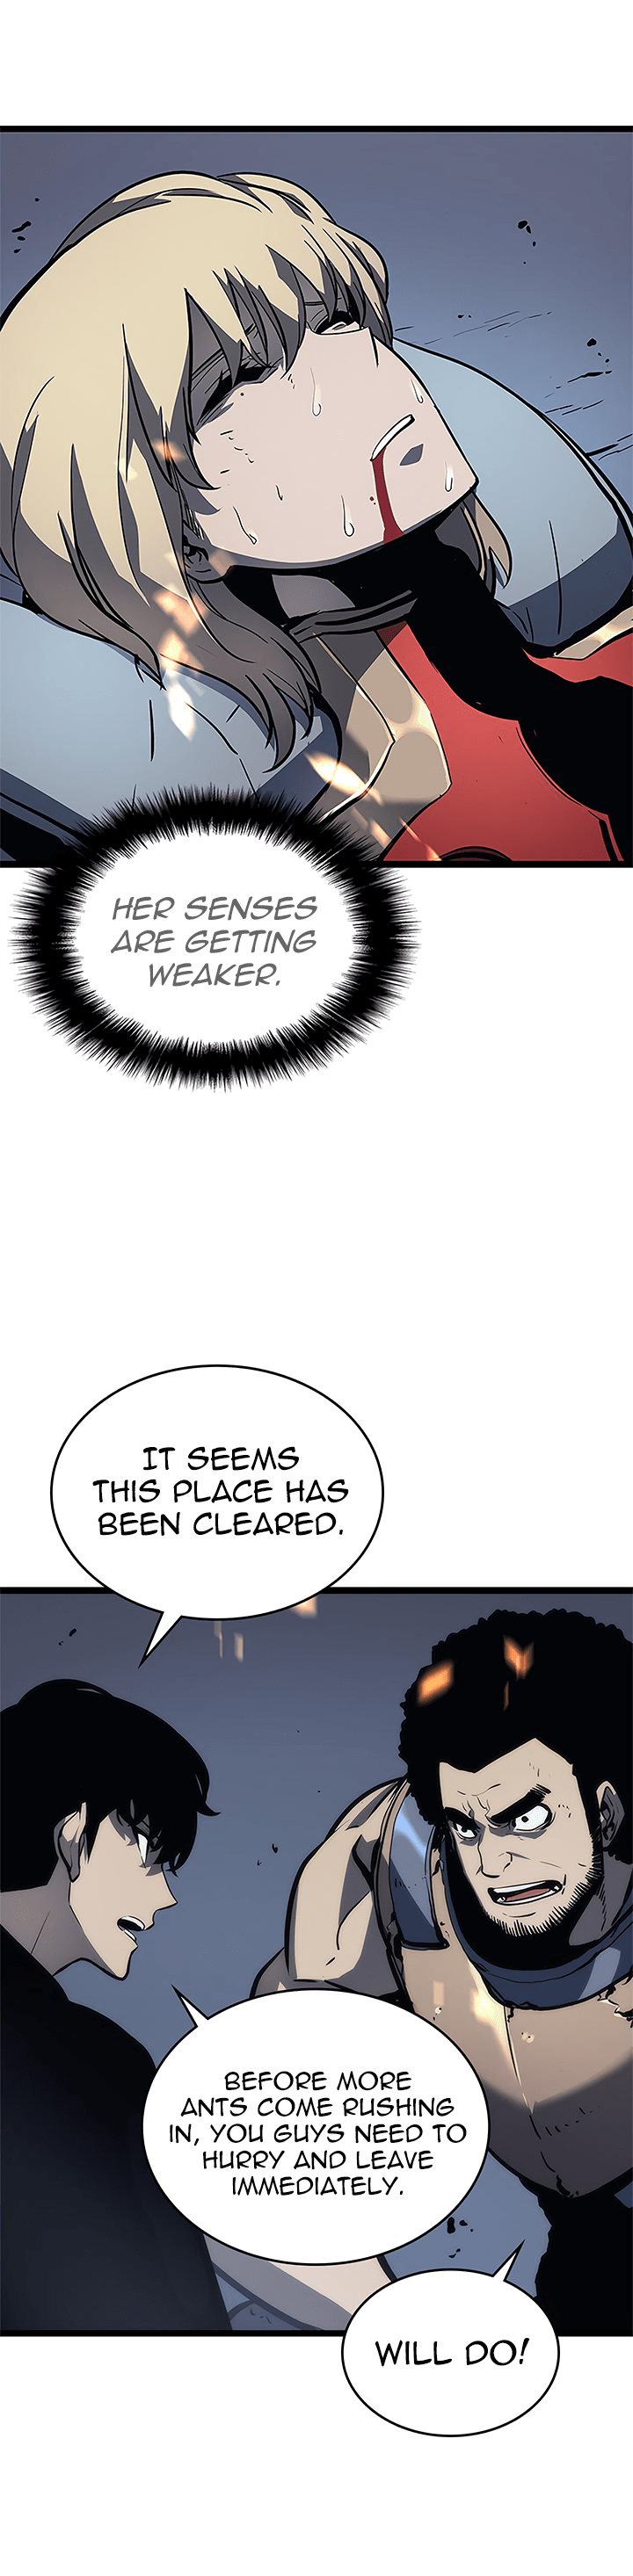 HER SENSES
ARE GETTING
WEAKER.
IT SEEMS
THIS PLACE HAS
BEEN CLEARED.
BEFORE MORE
ANTS COME RUSHING
IN, YOU GUYS NEED TO
HURRY AND LEAVE
IMMEDIATELY.
WILL DO!